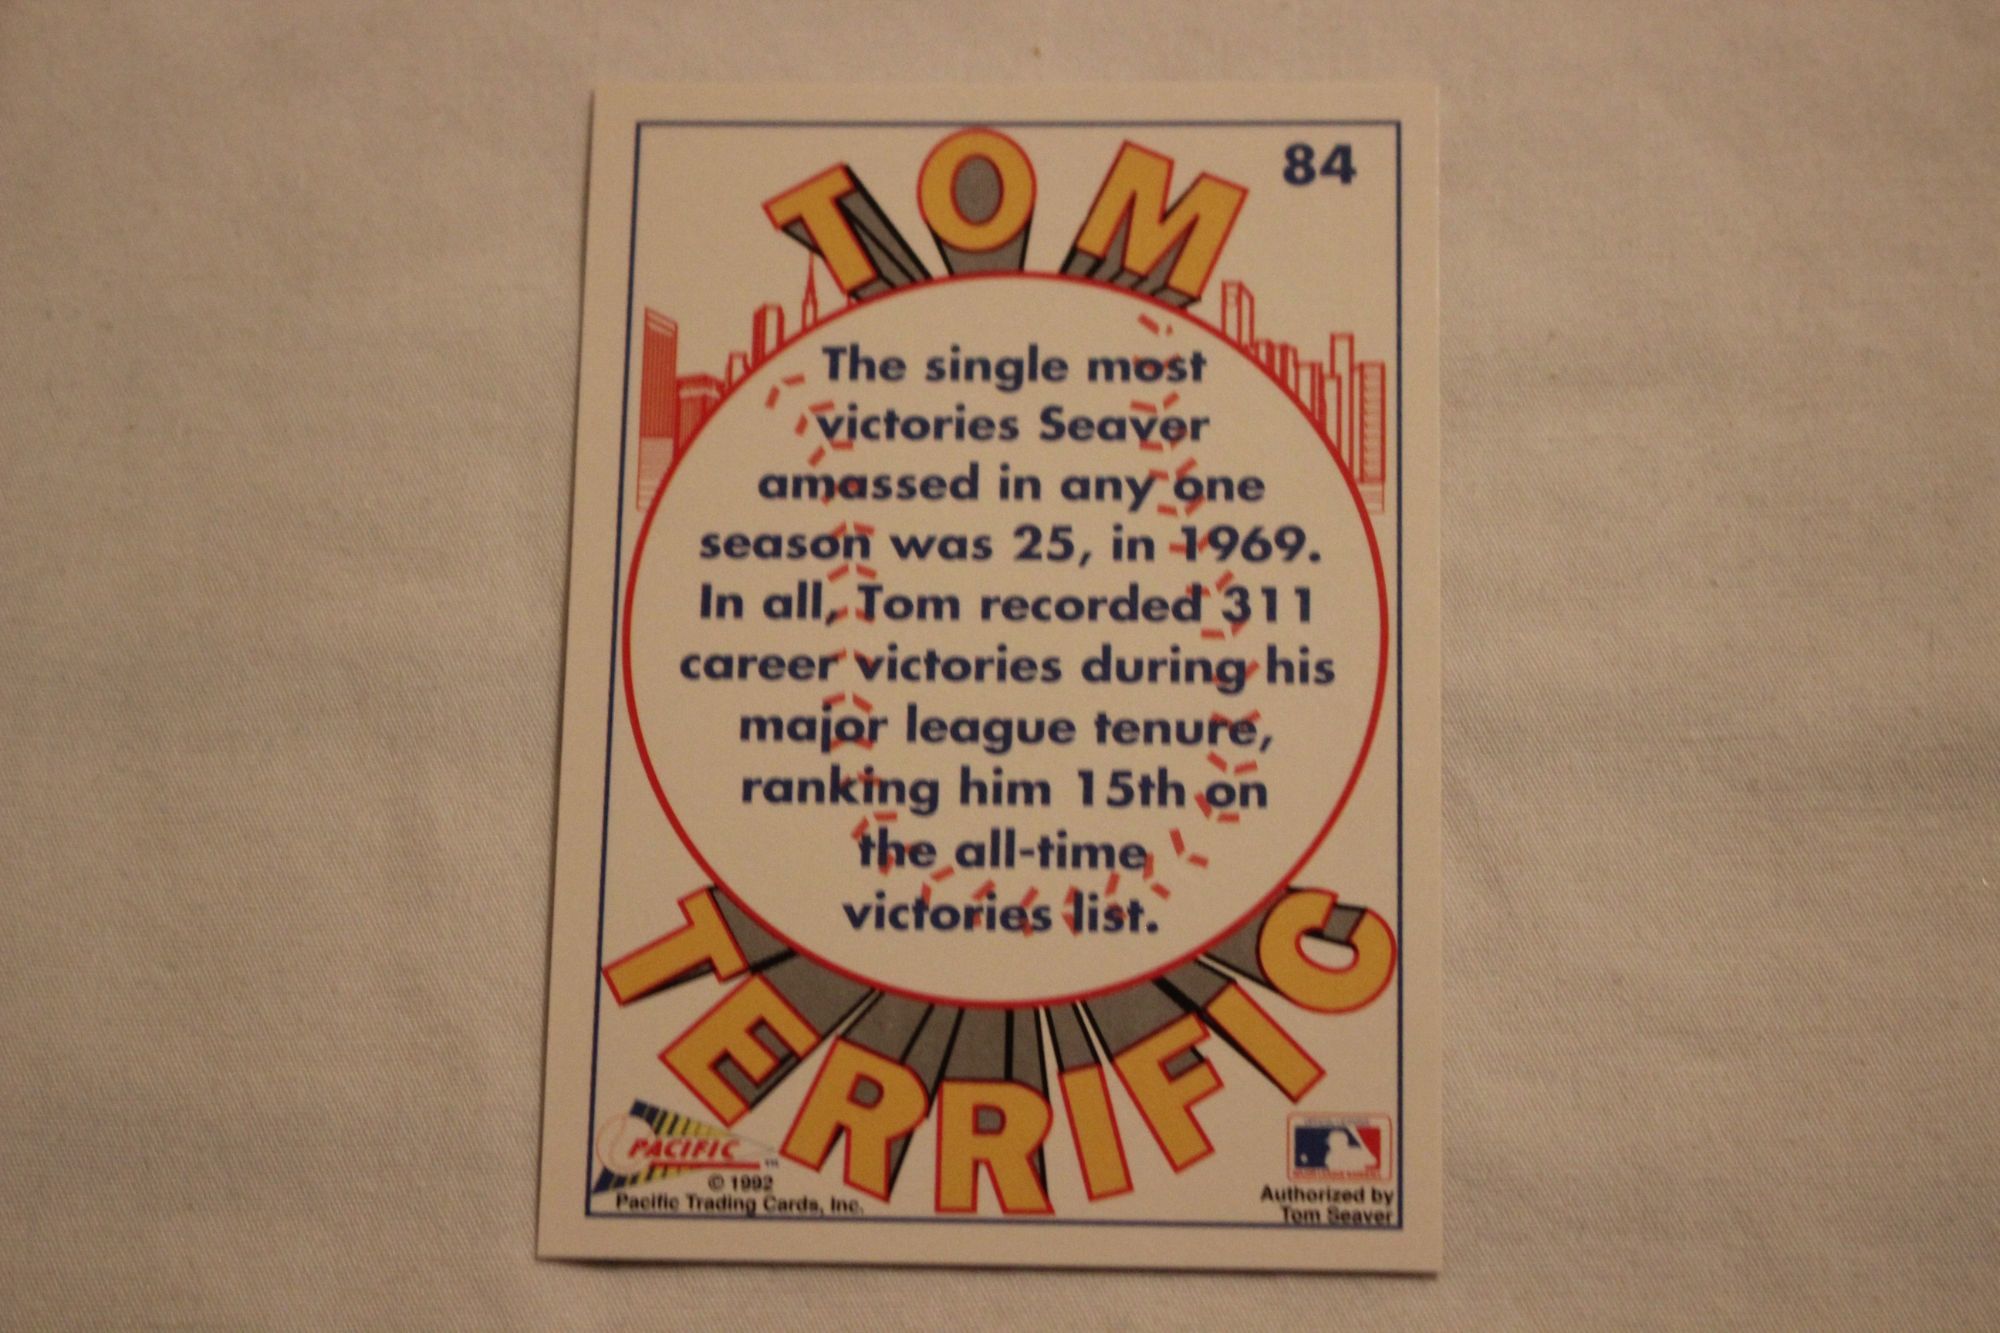 84
TOM
The single most
victories Seaver
amassed in any one
season was 25, in 1969.
In all, Tom recorded 311
career victories during his
major league tenure,
ranking him 15th on
the all-time
victories list.
TERRIFIC
PACIFIC ™
© 1992
Pacific Trading Cards, Inc.
Authorized by
Tom Seaver